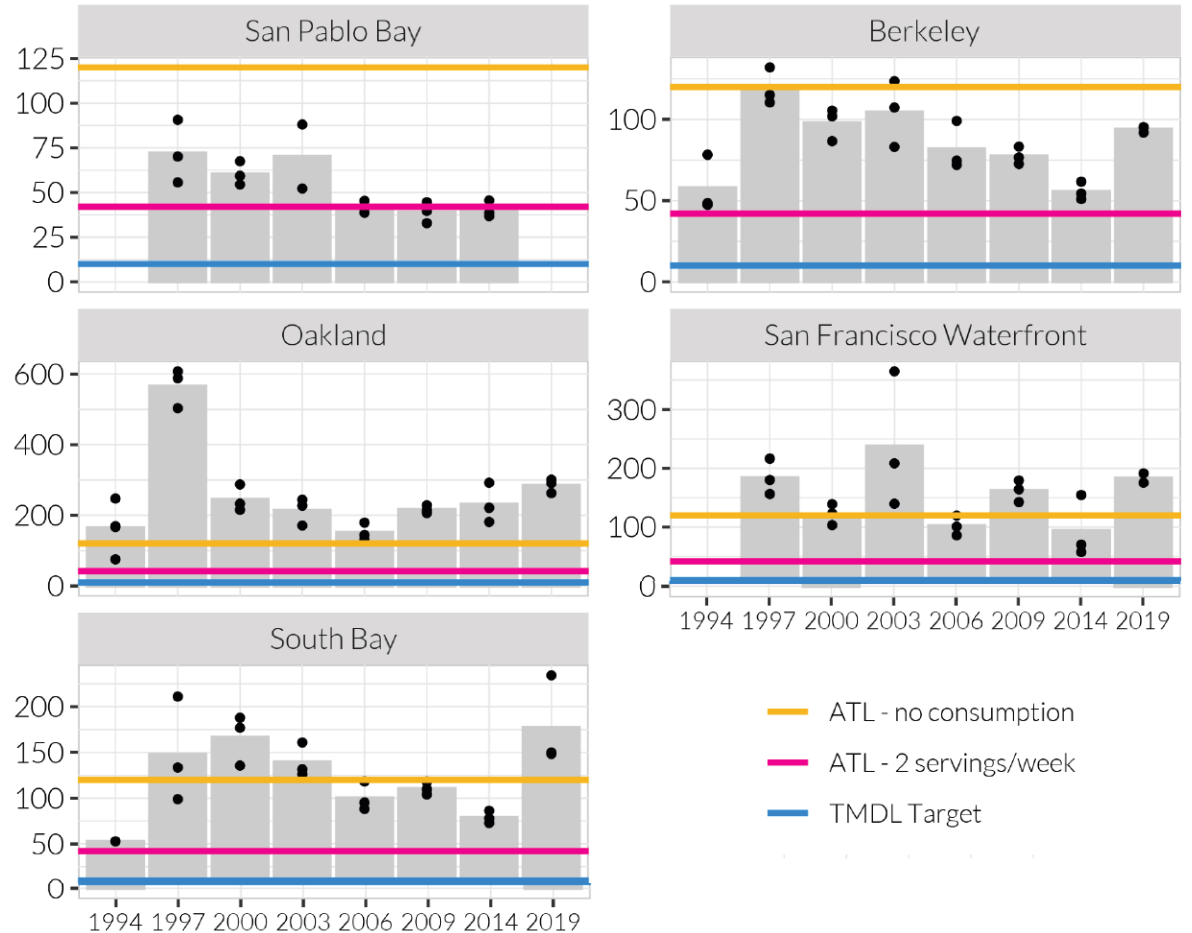 San Pablo Bay
125
100
75
50
25
0
Berkeley
100
50
0
Oakland
600
400
200
0
San Francisco Waterfront
300
200
100
0
1994 1997 2000 2003 2006 2009 2014 2019
South Bay
200
150
100
50
0
1994 1997 2000 2003 2006 2009 2014 2019
ATL - no consumption
ATL - 2 servings/week
TMDL Target